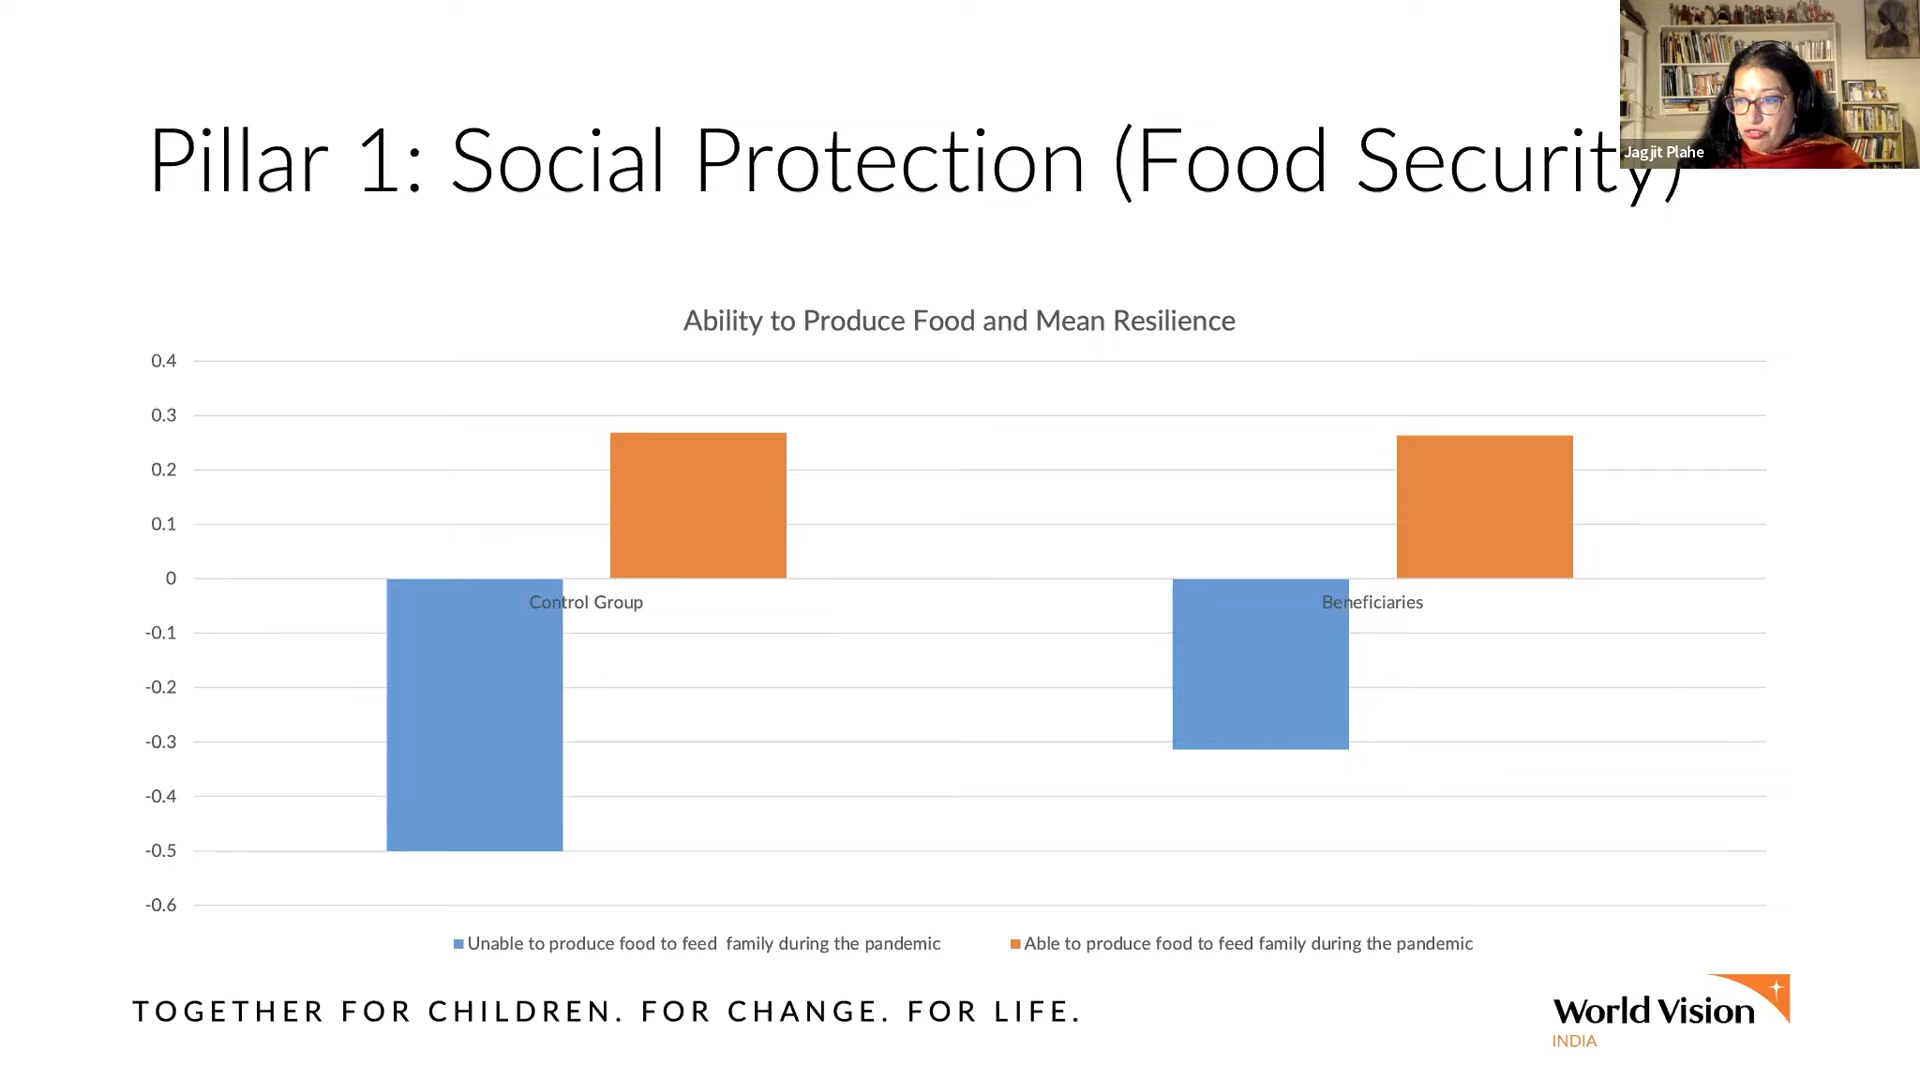 Pillar 1: Social Protection (Food Security)
Jagjit Plahe
Ability to Produce Food and Mean Resilience
0.4
0.3
0.2
0.1
0
-0.1
-0.2
-0.3
-0.4
-0.5
-0.6
Control Group
Beneficiaries
Unable to produce food to feed family during the pandemic
Able to produce food to feed family during the pandemic
TOGETHER FOR CHILDREN. FOR CHANGE. FOR LIFE.
World Vision
INDIA